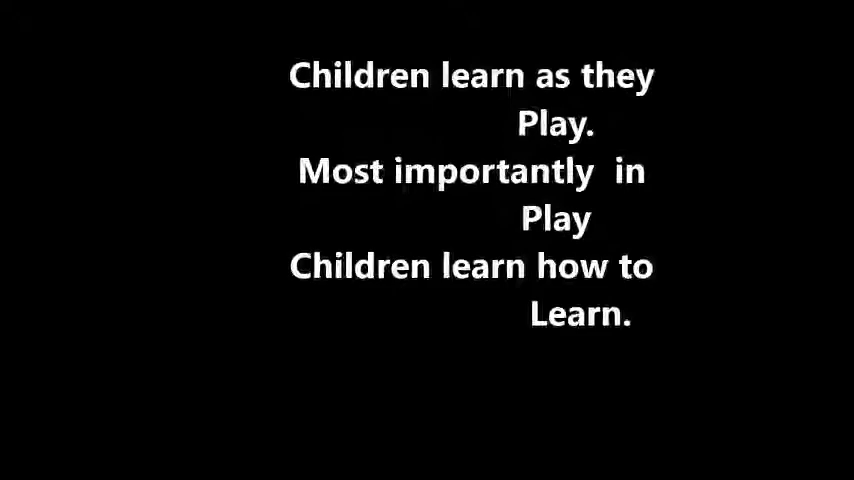 Children learn as they
Play.
Most importantly in
Play
Children learn how to
Learn.